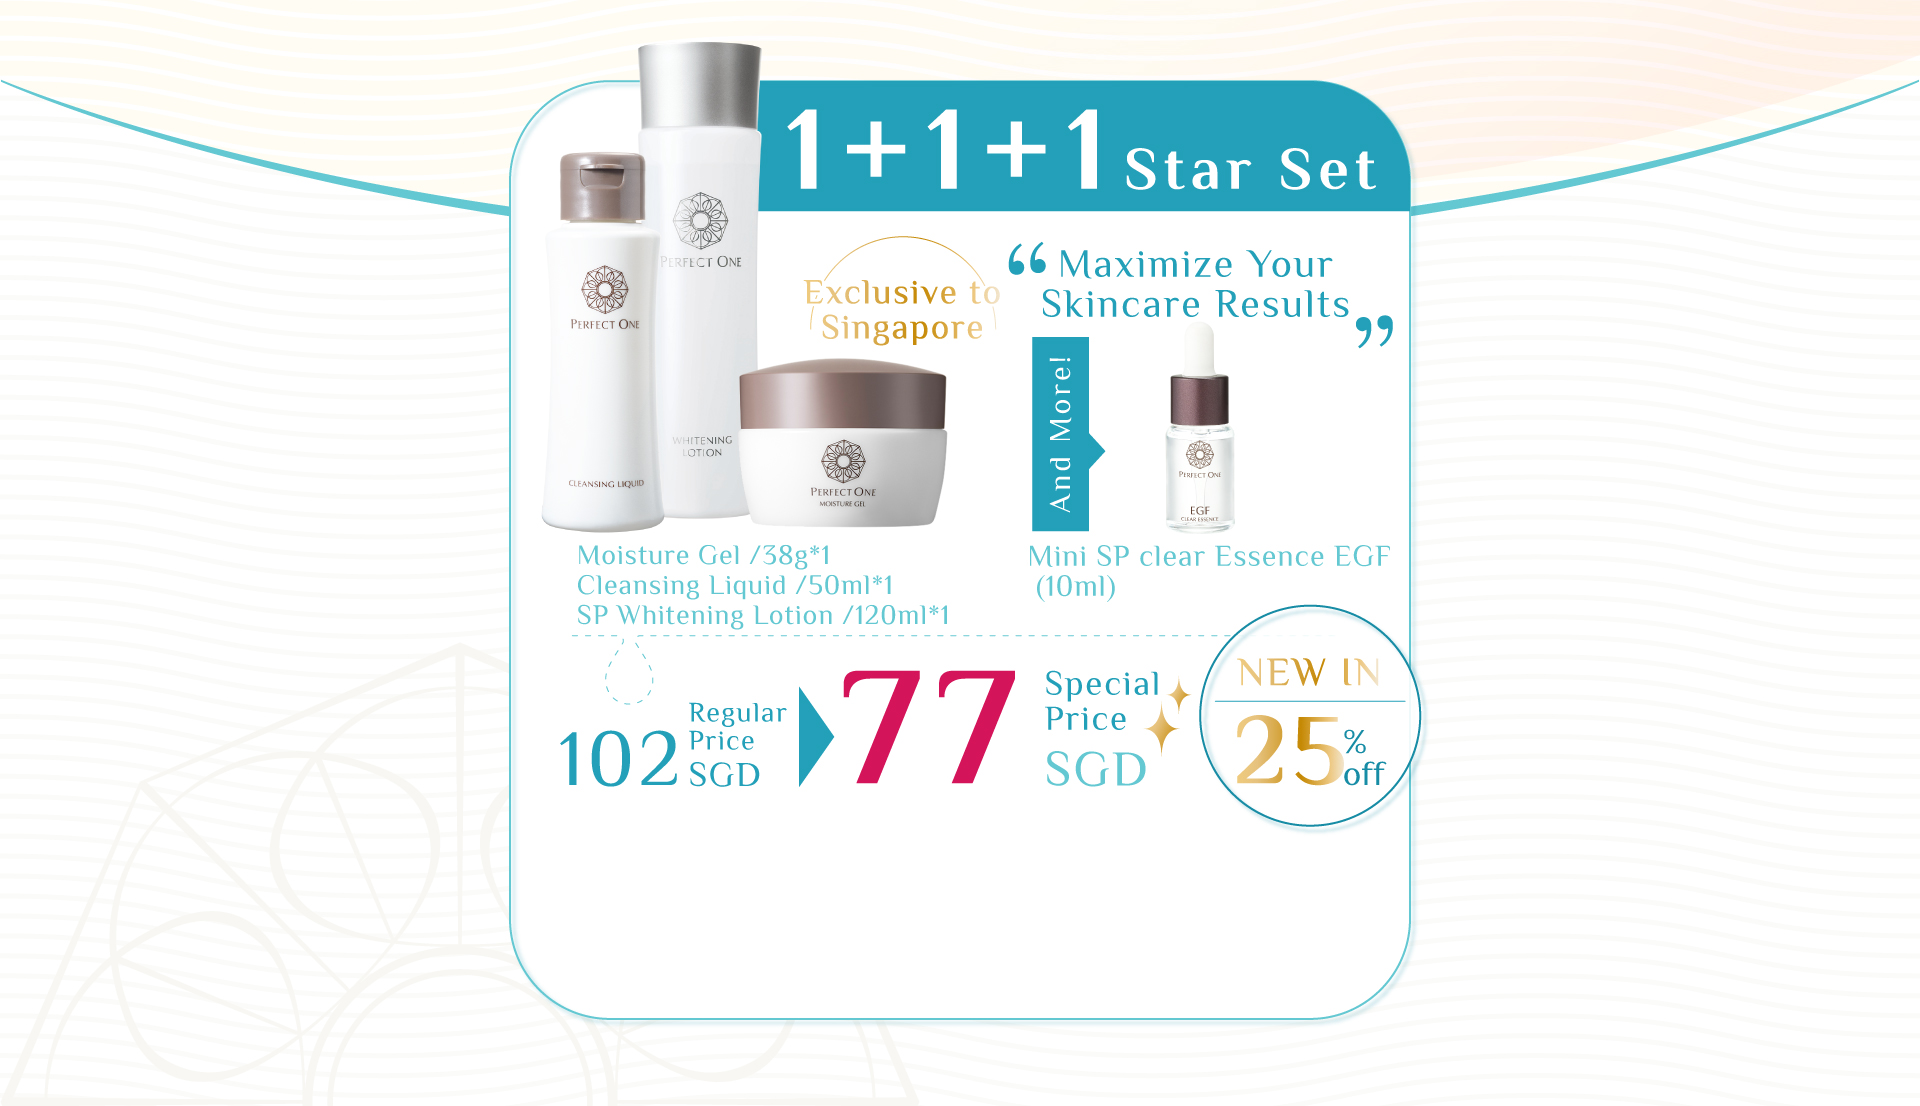 1+1+1 Star Set
PERFECT ONE
WHITENING
LOTION
PERFECT ONE
CLEANSING LIQUID
PERFECT ONE
MOISTURE GEL
Exclusive to
Singapore
“ Maximize Your
Skincare Results ”
And More!
PERFECT ONE
EGF
CLEAR ESSENCE
Moisture Gel /38g*1
Cleansing Liquid /50ml*1
SP Whitening Lotion /120ml*1
Mini SP clear Essence EGF
(10ml)
102 Regular
Price
SGD
77 Special
Price
SGD
NEW IN
25% off